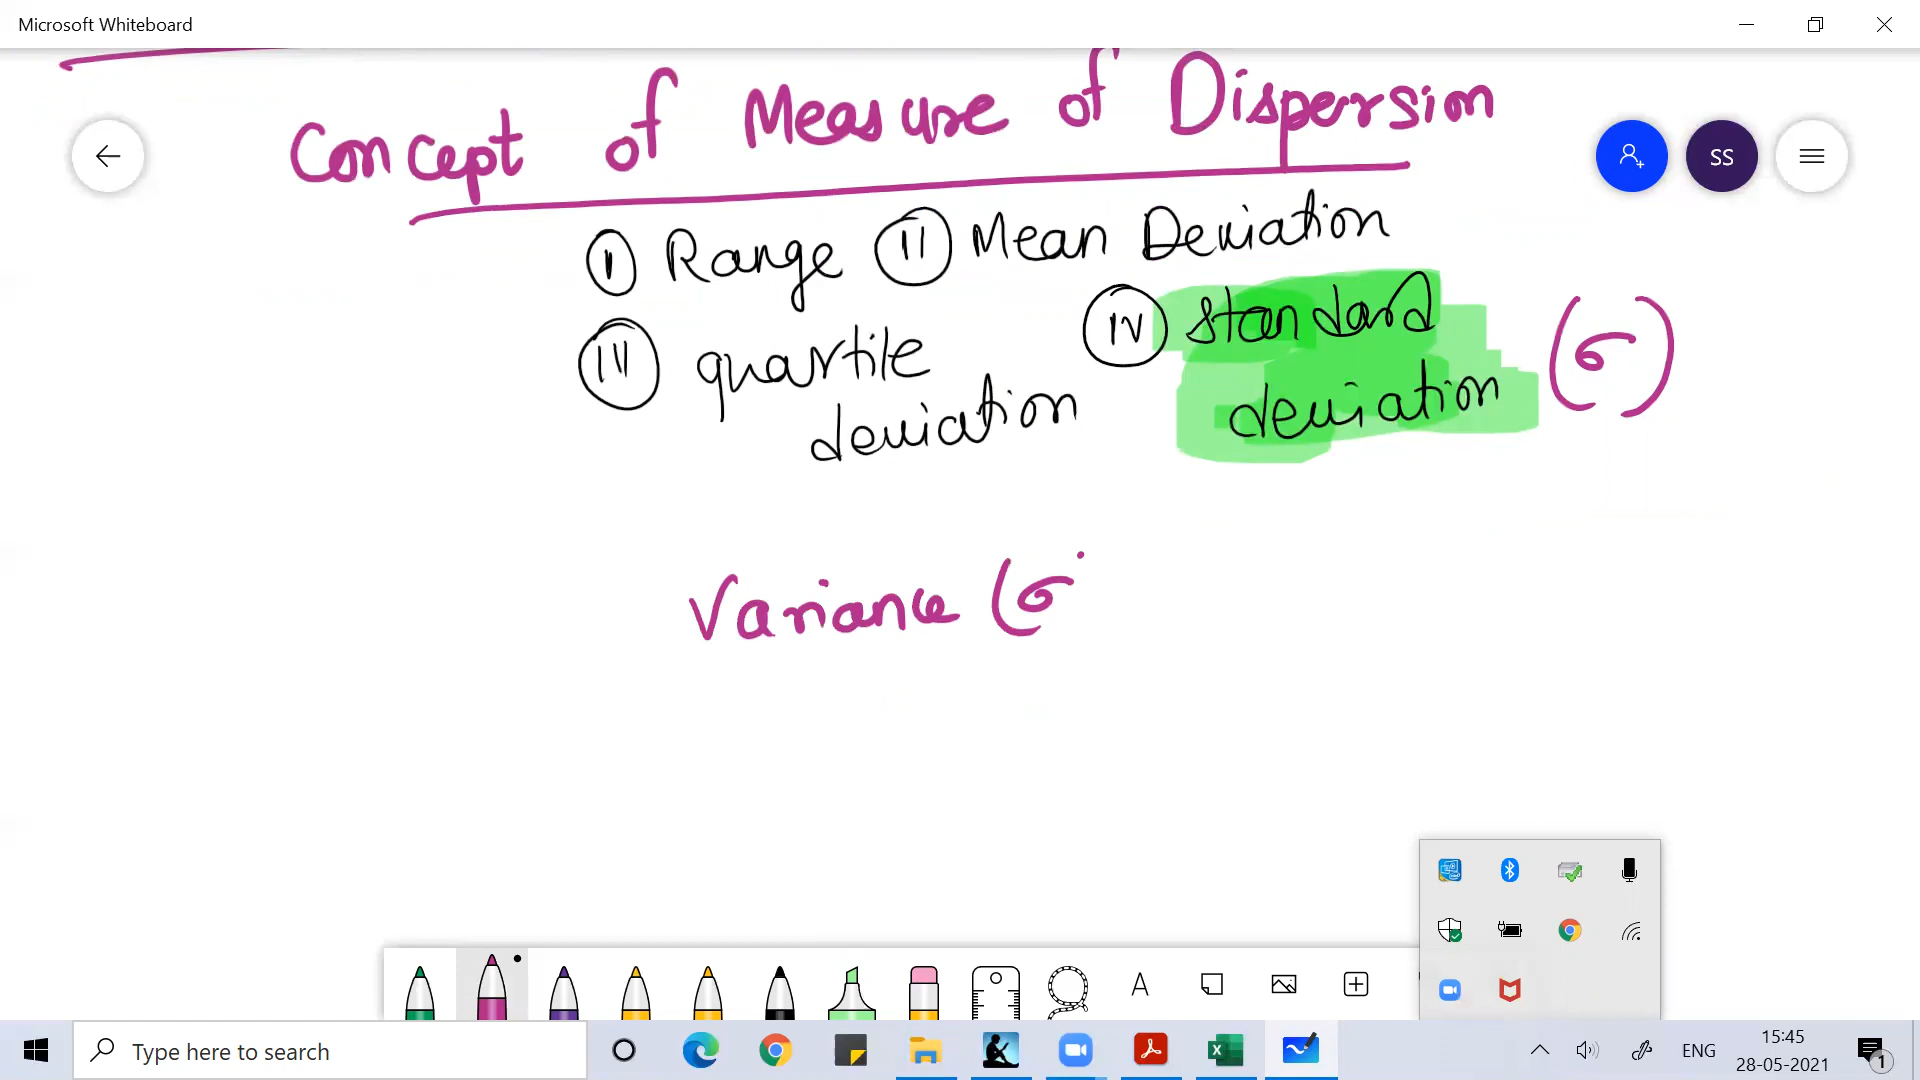 Microsoft Whiteboard
Concept of Measure of Dispersion
SS
I Range II Mean Deviation
III quartile deviation
IV Standard deviation (σ)
Variance (σ
A
Type here to search
ENG
15:45
28-05-2021
1